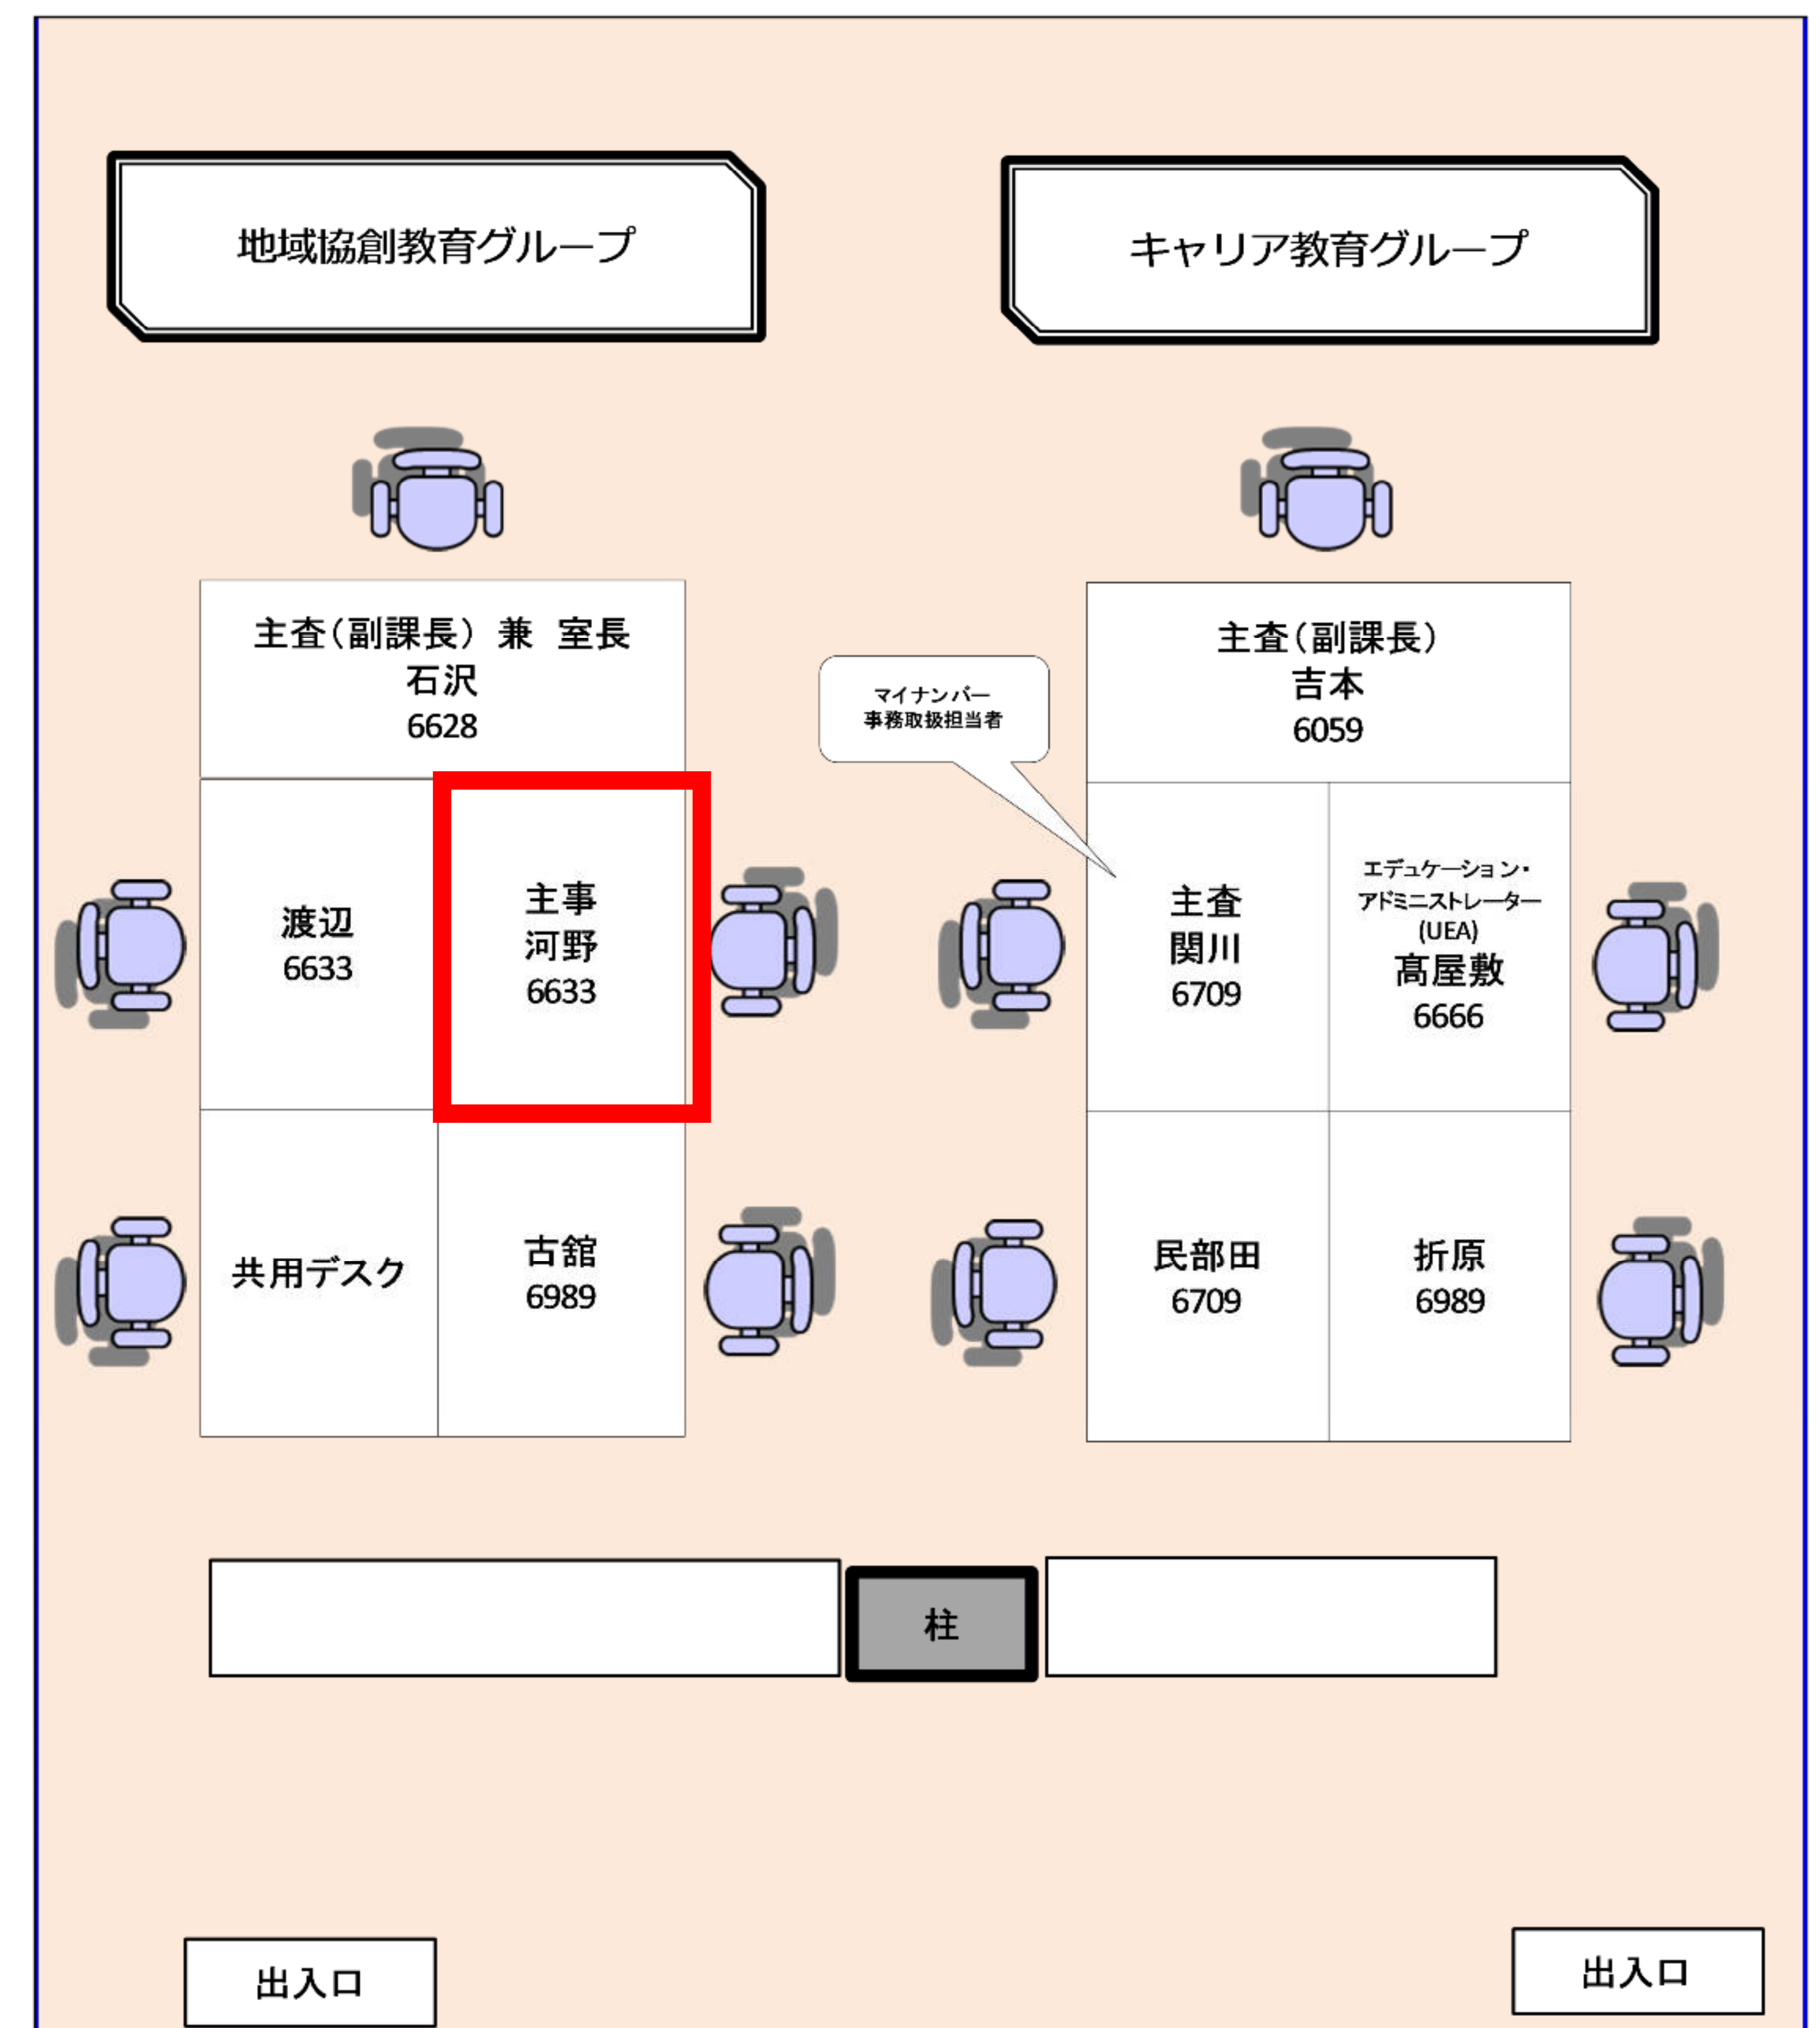 地域協創教育グループ
キャリア教育グループ
主査(副課長) 兼　室長
石沢
6628
渡辺
6633
主事
河野
6633
共用デスク
古舘
6989
マイナンバー
事務取扱担当者
主査(副課長)
吉本
6059
主査
関川
6709
エデュケーション・
アドミニストレーター
(UEA)
髙屋敷
6666
民部田
6709
折原
6989
柱
出入口
出入口